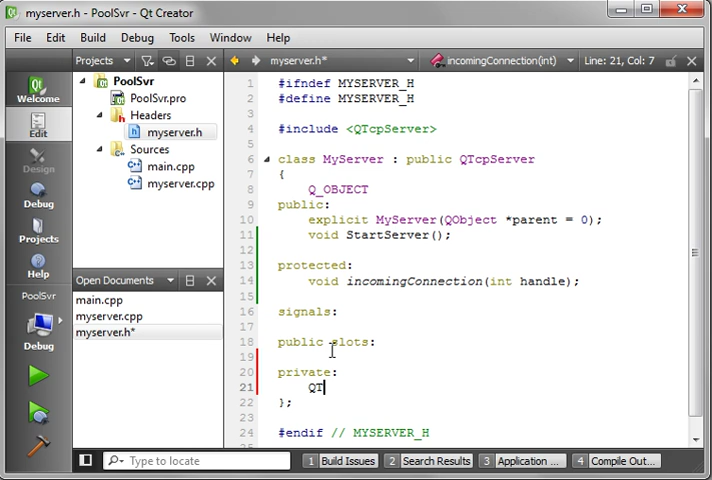 myserver.h - PoolSvr - Qt Creator
File Edit Build Debug Tools Window Help
Projects myserver.h* incomingConnection(int) Line: 21, Col: 7
Qt
Welcome
Edit
Design
Debug
Projects
Help
PoolSvr
Debug
PoolSvr
PoolSvr.pro
Headers
myserver.h
Sources
main.cpp
myserver.cpp
Open Documents
main.cpp
myserver.cpp
myserver.h*
1 #ifndef MYSERVER_H
2 #define MYSERVER_H
3
4 #include <QTcpServer>
5
6 class MyServer : public QTcpServer
7 {
8 Q_OBJECT
9 public:
10 explicit MyServer(QObject *parent = 0);
11 void StartServer();
12
13 protected:
14 void incomingConnection(int handle);
15
16 signals:
17
18 public slots:
19
20 private:
21 QT
22 };
23
24 #endif // MYSERVER_H
Type to locate 1 Build Issues 2 Search Results 3 Application ... 4 Compile Out...